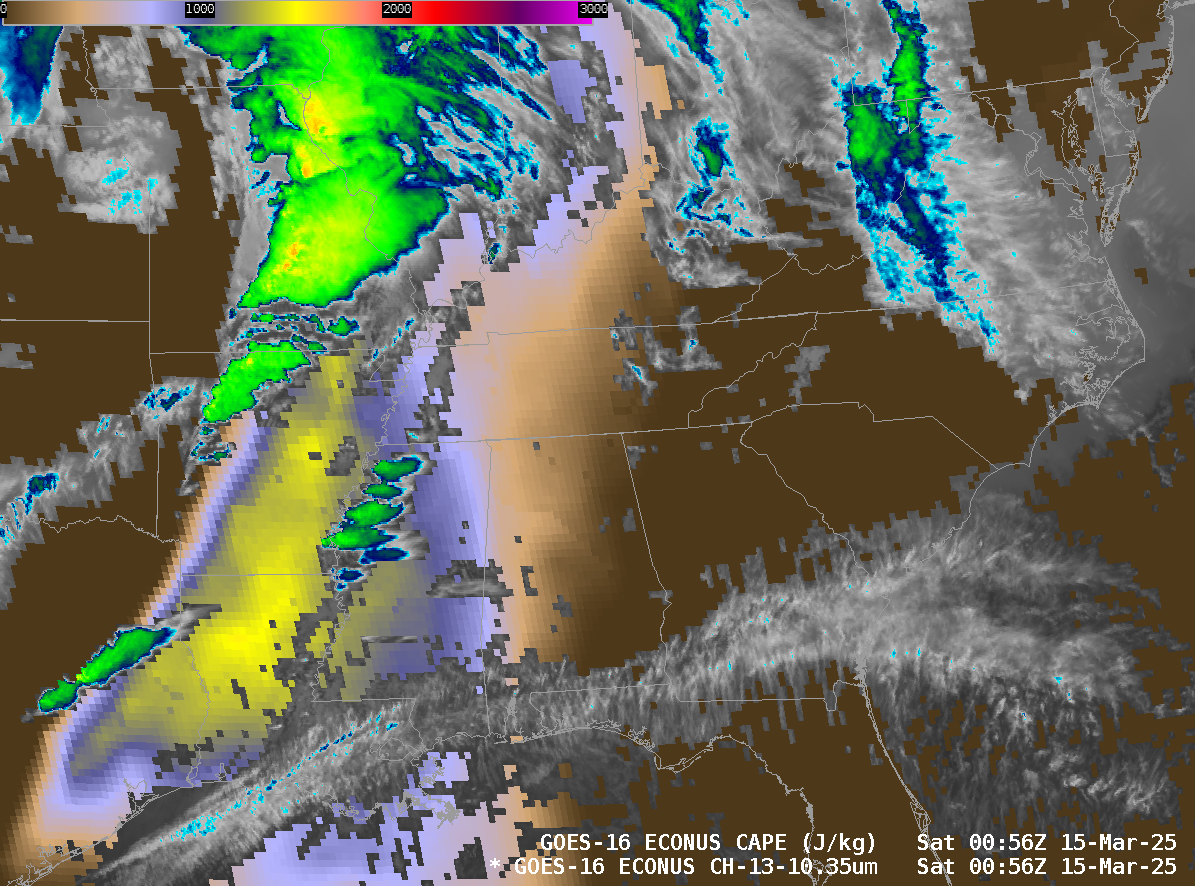 0 1000 2000 3000
GOES-16 ECONUS CAPE (J/kg) Sat 00:56Z 15-Mar-25
* GOES-16 ECONUS CH-13-10.35um Sat 00:56Z 15-Mar-25